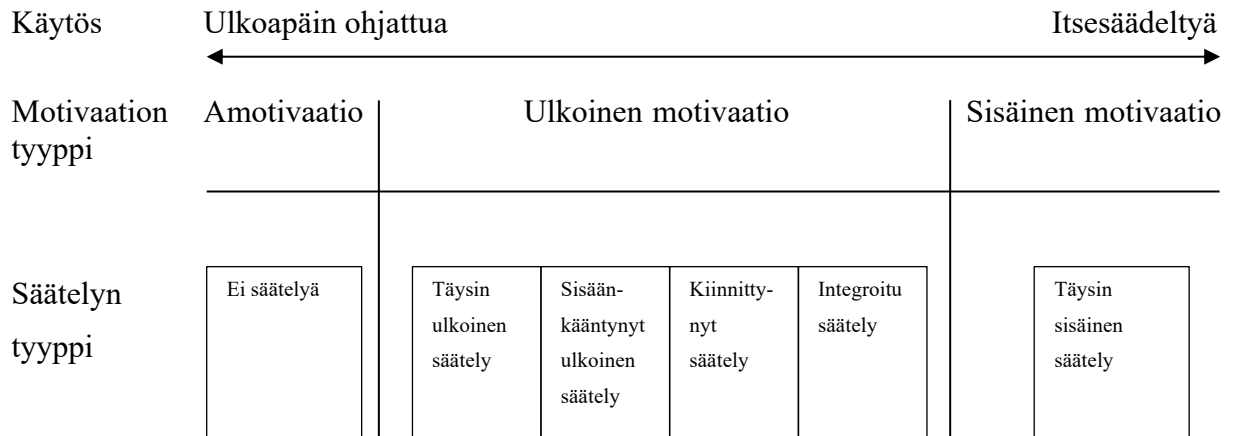 Käytös Ulkoapäin ohjattua Itsesäädeltyä
Motivaation Amotivaatio Ulkoinen motivaatio Sisäinen motivaatio
tyyppi
Säätelyn
tyyppi
Ei säätelyä
Täysin
ulkoinen
säätely
Sisään-
kääntynyt
ulkoinen
säätely
Kiinnitty-
nyt
säätely
Integroitu
säätely
Täysin
sisäinen
säätely